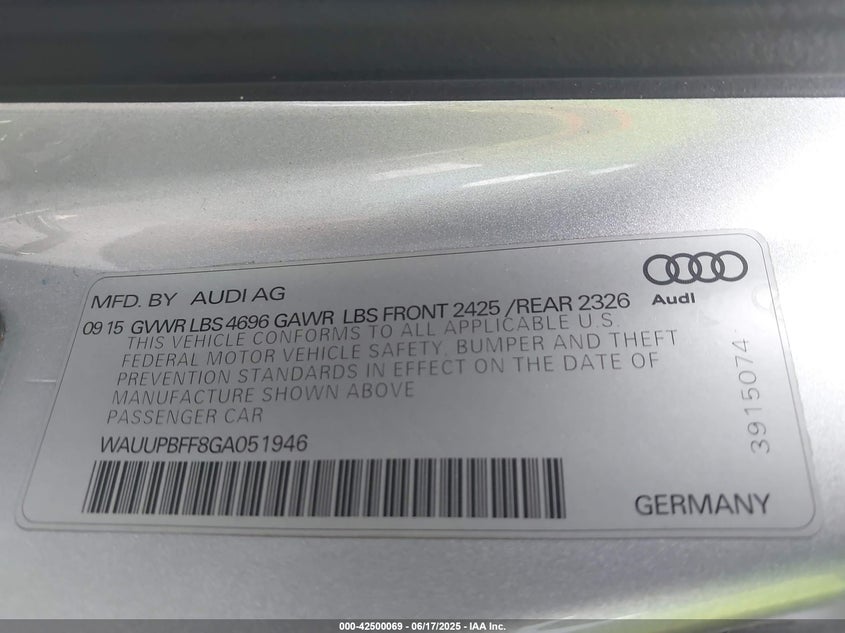 MFD. BY AUDI AG
Audi
09 15 GVWR LBS 4696 GAWR LBS FRONT 2425 /REAR 2326
THIS VEHICLE CONFORMS TO ALL APPLICABLE U.S.
FEDERAL MOTOR VEHICLE SAFETY, BUMPER AND THEFT
PREVENTION STANDARDS IN EFFECT ON THE DATE OF
MANUFACTURE SHOWN ABOVE
PASSENGER CAR
WAUUPBFF8GA051946
3915074
GERMANY
000-42500069 - 06/17/2025 - IAA Inc.